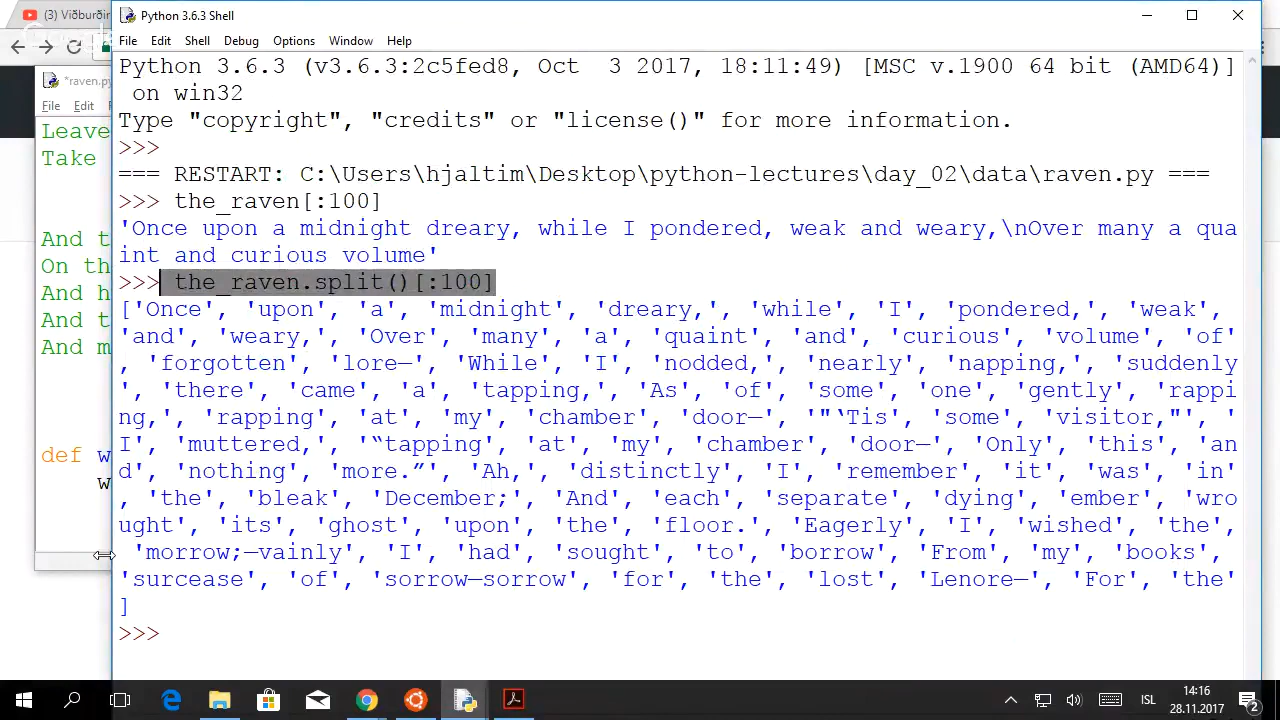 (3) Viðburðir
Python 3.6.3 Shell
File Edit Shell Debug Options Window Help
*raven.py
File Edit
Leave
Take
And t
On th
And h
And t
And m
def w
w
Python 3.6.3 (v3.6.3:2c5fed8, Oct  3 2017, 18:11:49) [MSC v.1900 64 bit (AMD64)]
on win32
Type "copyright", "credits" or "license()" for more information.
>>>
=== RESTART: C:\Users\hjaltim\Desktop\python-lectures\day_02\data\raven.py ===
>>> the_raven[:100]
'Once upon a midnight dreary, while I pondered, weak and weary,\nOver many a qua
int and curious volume'
>>> the_raven.split()[:100]
['Once', 'upon', 'a', 'midnight', 'dreary,', 'while', 'I', 'pondered,', 'weak',
'and', 'weary,', 'Over', 'many', 'a', 'quaint', 'and', 'curious', 'volume', 'of'
, 'forgotten', 'lore—', 'While', 'I', 'nodded,', 'nearly', 'napping,', 'suddenly
', 'there', 'came', 'a', 'tapping,', 'As', 'of', 'some', 'one', 'gently', 'rappi
ng,', 'rapping', 'at', 'my', 'chamber', 'door—', '"‘Tis', 'some', 'visitor,"', '
I', 'muttered,', '“tapping', 'at', 'my', 'chamber', 'door—', 'Only', 'this', 'an
d', 'nothing', 'more.”', 'Ah,', 'distinctly', 'I', 'remember', 'it', 'was', 'in'
, 'the', 'bleak', 'December;', 'And', 'each', 'separate', 'dying', 'ember', 'wro
ught', 'its', 'ghost', 'upon', 'the', 'floor.', 'Eagerly', 'I', 'wished', 'the',
'morrow;—vainly', 'I', 'had', 'sought', 'to', 'borrow', 'From', 'my', 'books',
'surcease', 'of', 'sorrow—sorrow', 'for', 'the', 'lost', 'Lenore—', 'For', 'the'
]
>>>
ISL
14:16
28.11.2017
2